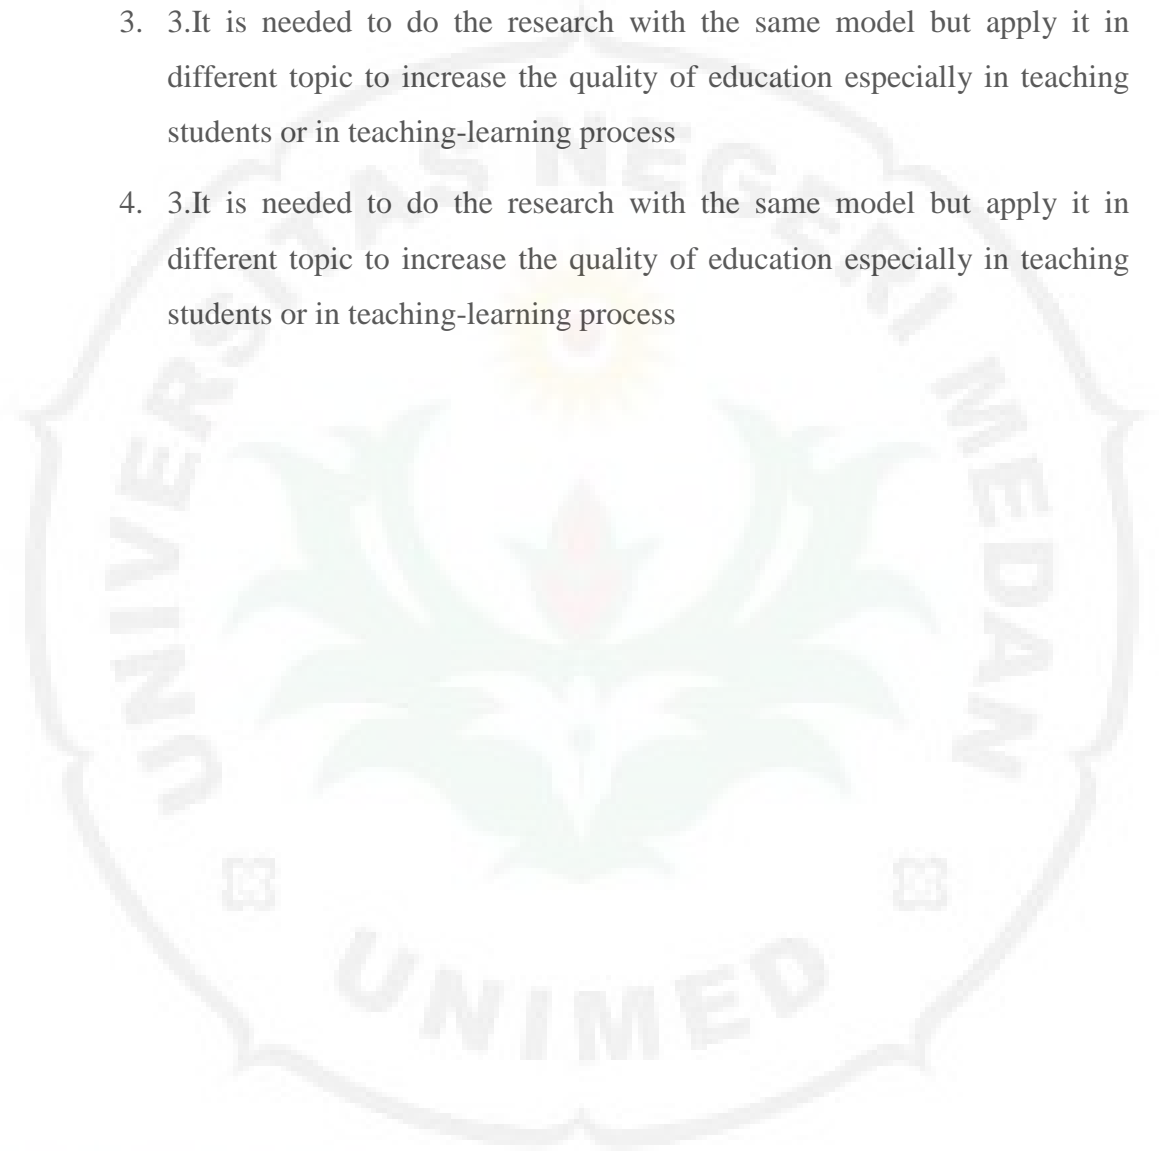 3. 3.It is needed to do the research with the same model but apply it in
different topic to increase the quality of education especially in teaching
students or in teaching-learning process
4. 3.It is needed to do the research with the same model but apply it in
different topic to increase the quality of education especially in teaching
students or in teaching-learning process
UNIVERSITAS NEGERI MEDAN
UNIMED